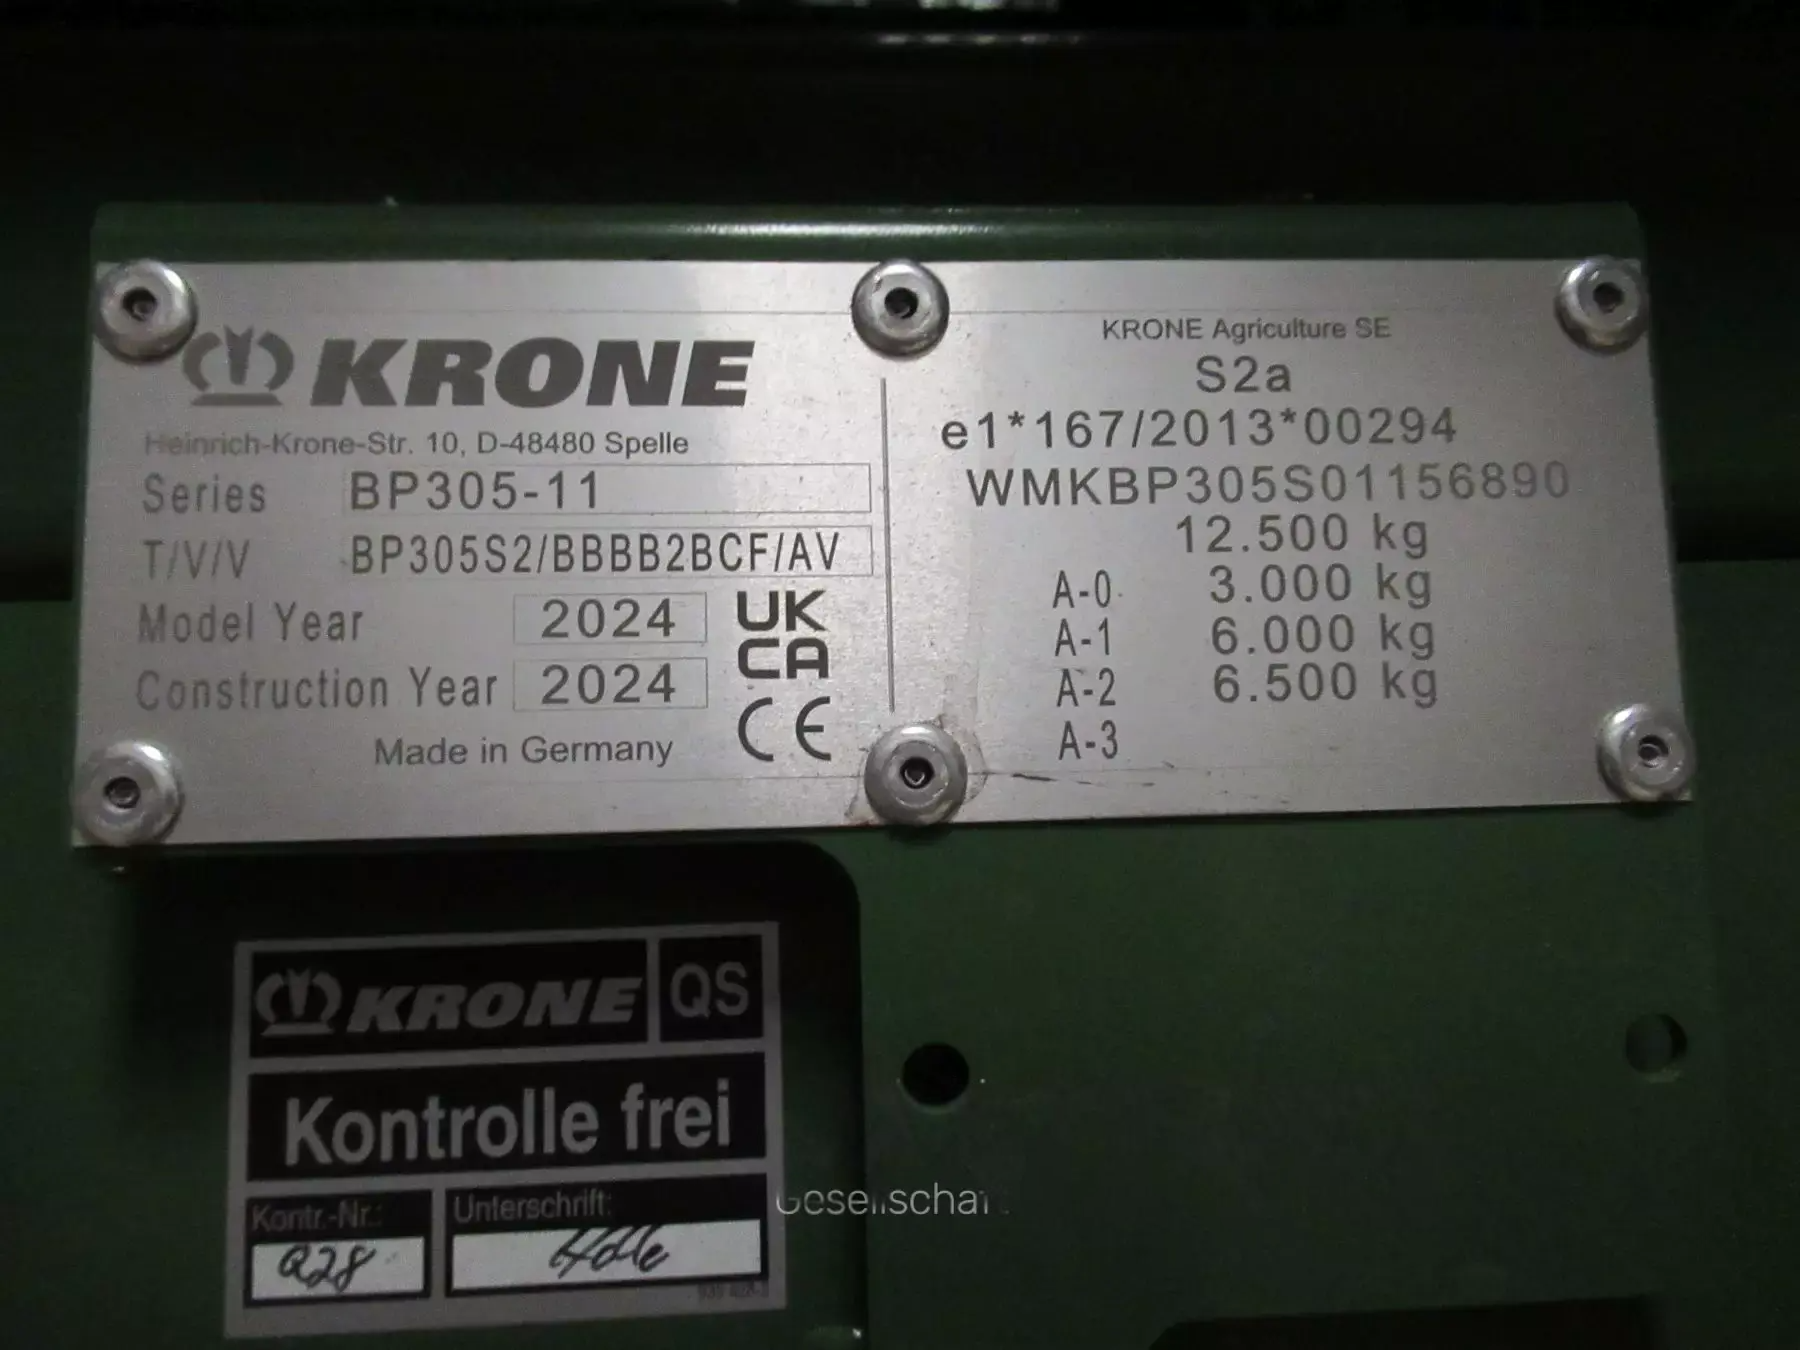 KRONE
Heinrich-Krone-Str. 10, D-48480 Spelle
Series BP305-11
T/V/V BP305S2/BBBB2BCF/AV
Model Year 2024
Construction Year 2024
UK
CA
CE
Made in Germany
KRONE Agriculture SE
S2a
e1*167/2013*00294
WMKBP305S01156890
12.500 kg
A-0 3.000 kg
A-1 6.000 kg
A-2 6.500 kg
A-3
KRONE QS
Kontrolle frei
Kontr.-Nr.: Unterschrift:
Q28